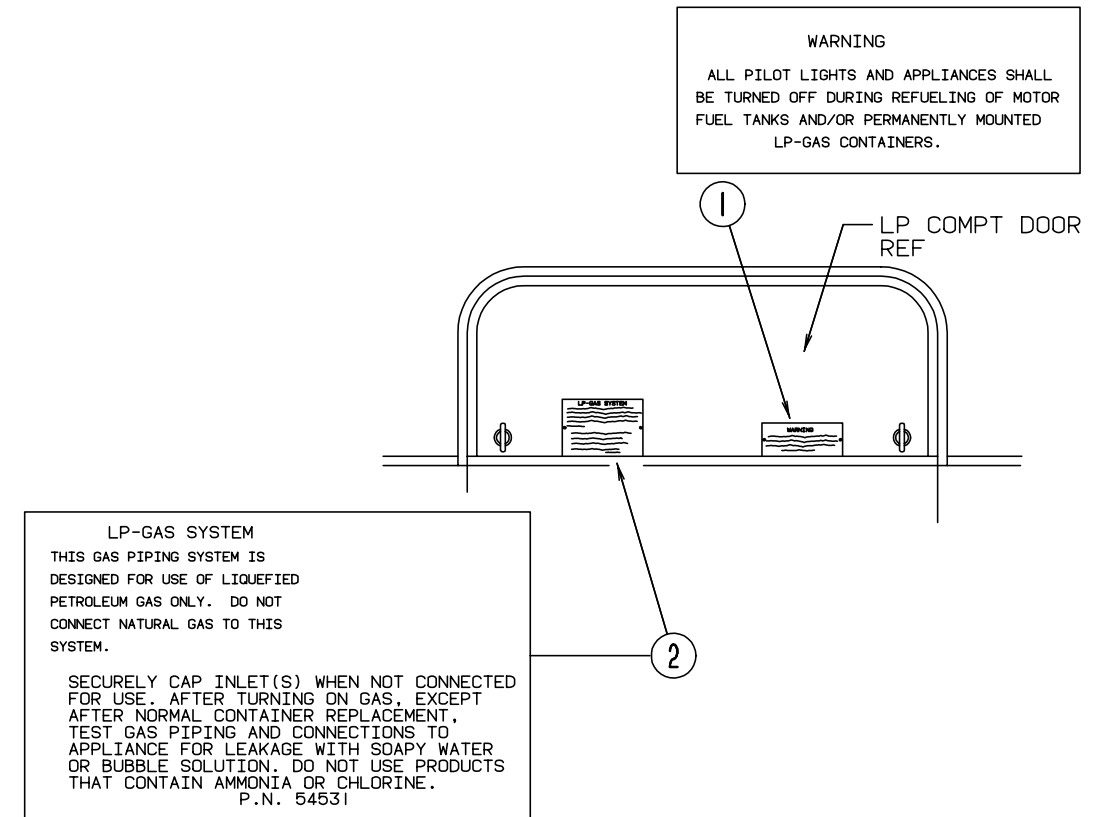 WARNING
ALL PILOT LIGHTS AND APPLIANCES SHALL
BE TURNED OFF DURING REFUELING OF MOTOR
FUEL TANKS AND/OR PERMANENTLY MOUNTED
LP-GAS CONTAINERS.
1
LP COMPT DOOR
REF
LP-GAS SYSTEM
WARNING
2
LP-GAS SYSTEM
THIS GAS PIPING SYSTEM IS
DESIGNED FOR USE OF LIQUEFIED
PETROLEUM GAS ONLY. DO NOT
CONNECT NATURAL GAS TO THIS
SYSTEM.
SECURELY CAP INLET(S) WHEN NOT CONNECTED
FOR USE. AFTER TURNING ON GAS, EXCEPT
AFTER NORMAL CONTAINER REPLACEMENT,
TEST GAS PIPING AND CONNECTIONS TO
APPLIANCE FOR LEAKAGE WITH SOAPY WATER
OR BUBBLE SOLUTION. DO NOT USE PRODUCTS
THAT CONTAIN AMMONIA OR CHLORINE.
P.N. 54531